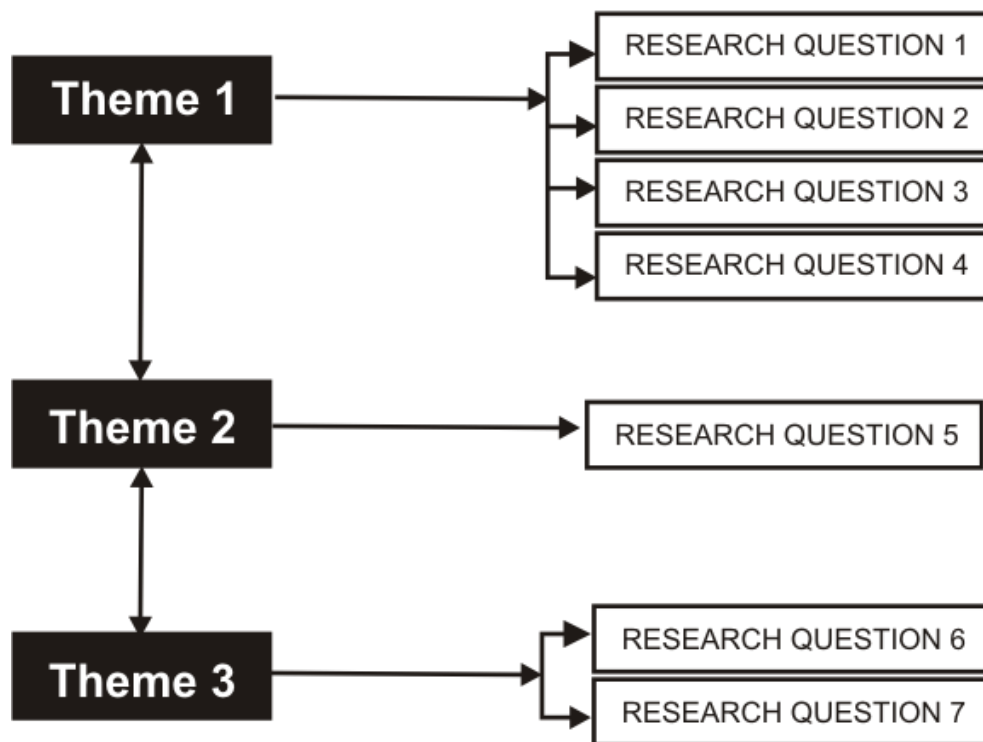 Theme 1
RESEARCH QUESTION 1
RESEARCH QUESTION 2
RESEARCH QUESTION 3
RESEARCH QUESTION 4
Theme 2
RESEARCH QUESTION 5
Theme 3
RESEARCH QUESTION 6
RESEARCH QUESTION 7